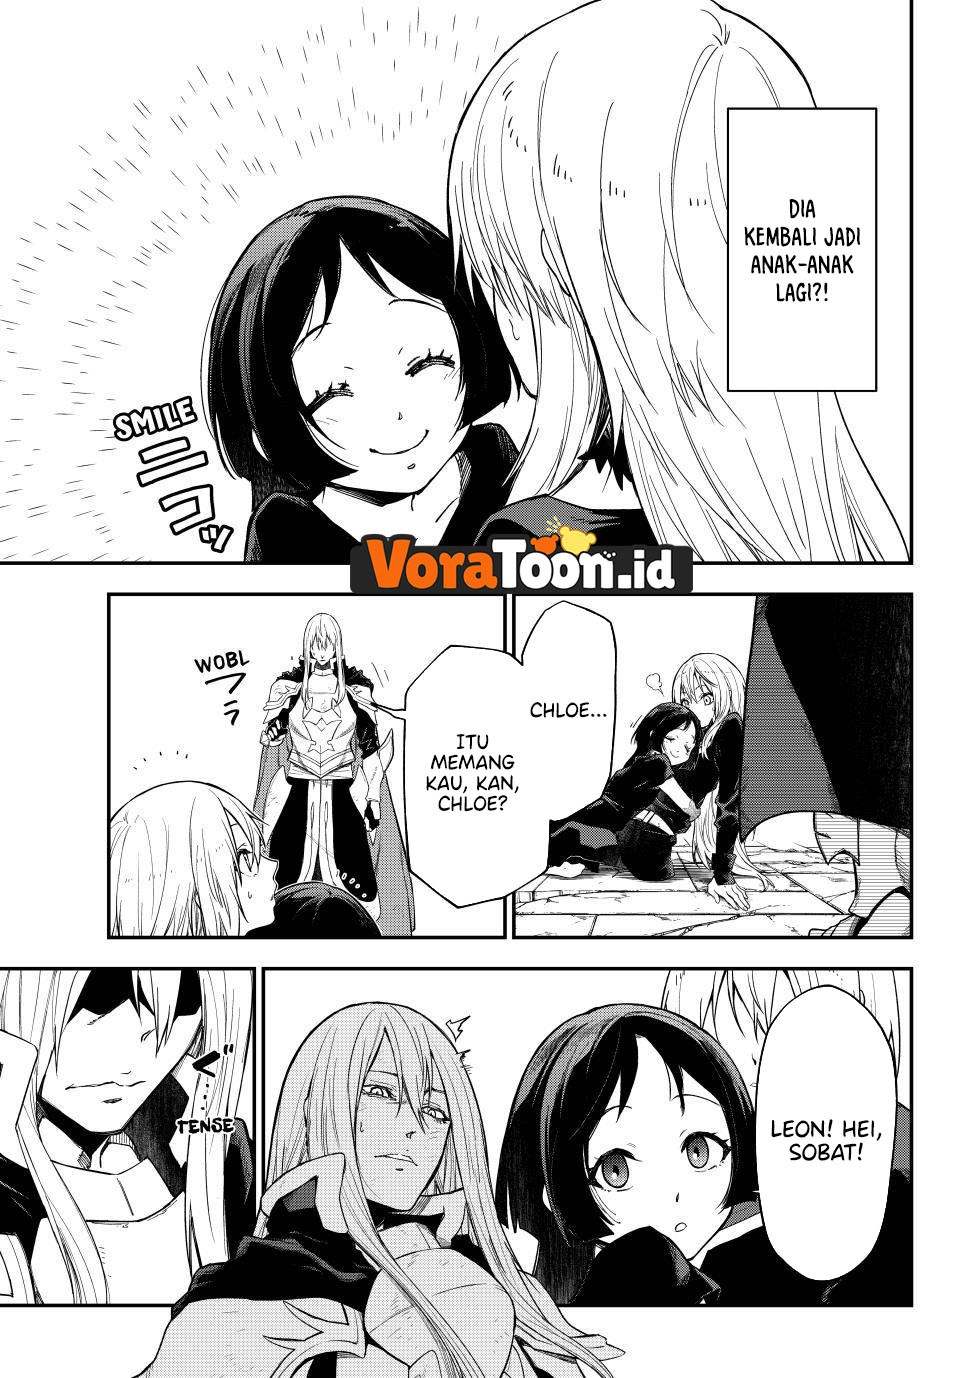 DIA
KEMBALI JADI
ANAK-ANAK
LAGI?!
SMILE
ニコッ
VoraToon.id
CHLOE...
ITU
MEMANG
KAU, KAN,
CHLOE?
WOBL
フラ
LEON! HEI,
SOBAT!
ぐ...
TENSE